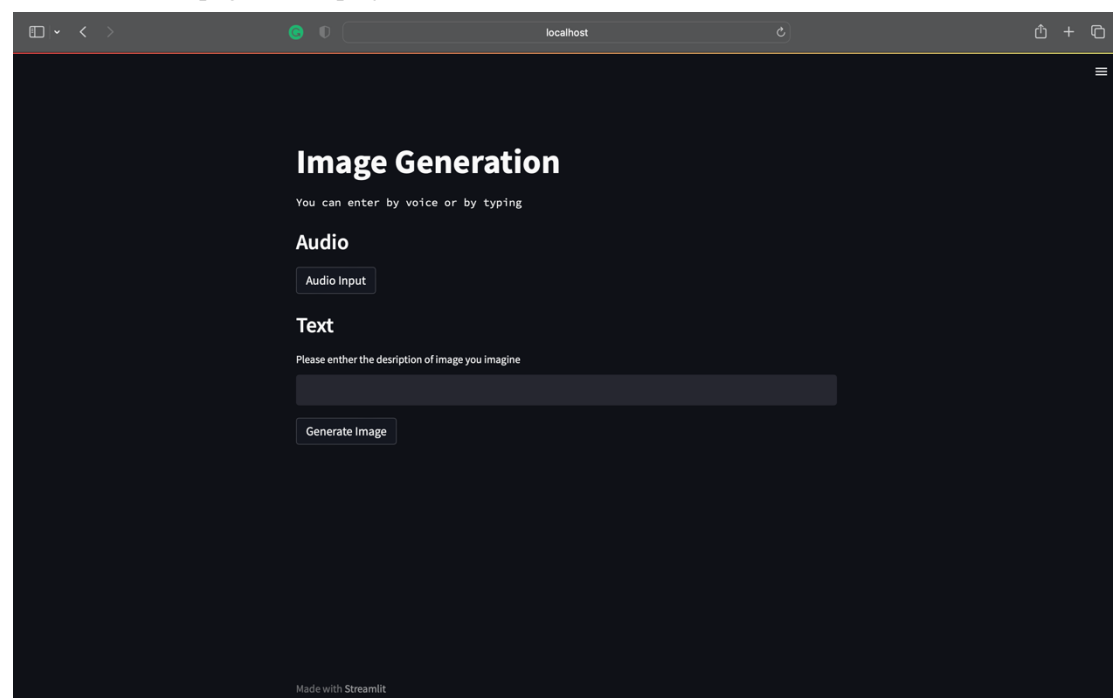 localhost
Image Generation
You can enter by voice or by typing
Audio
Audio Input
Text
Please enther the desription of image you imagine
Generate Image
Made with Streamlit